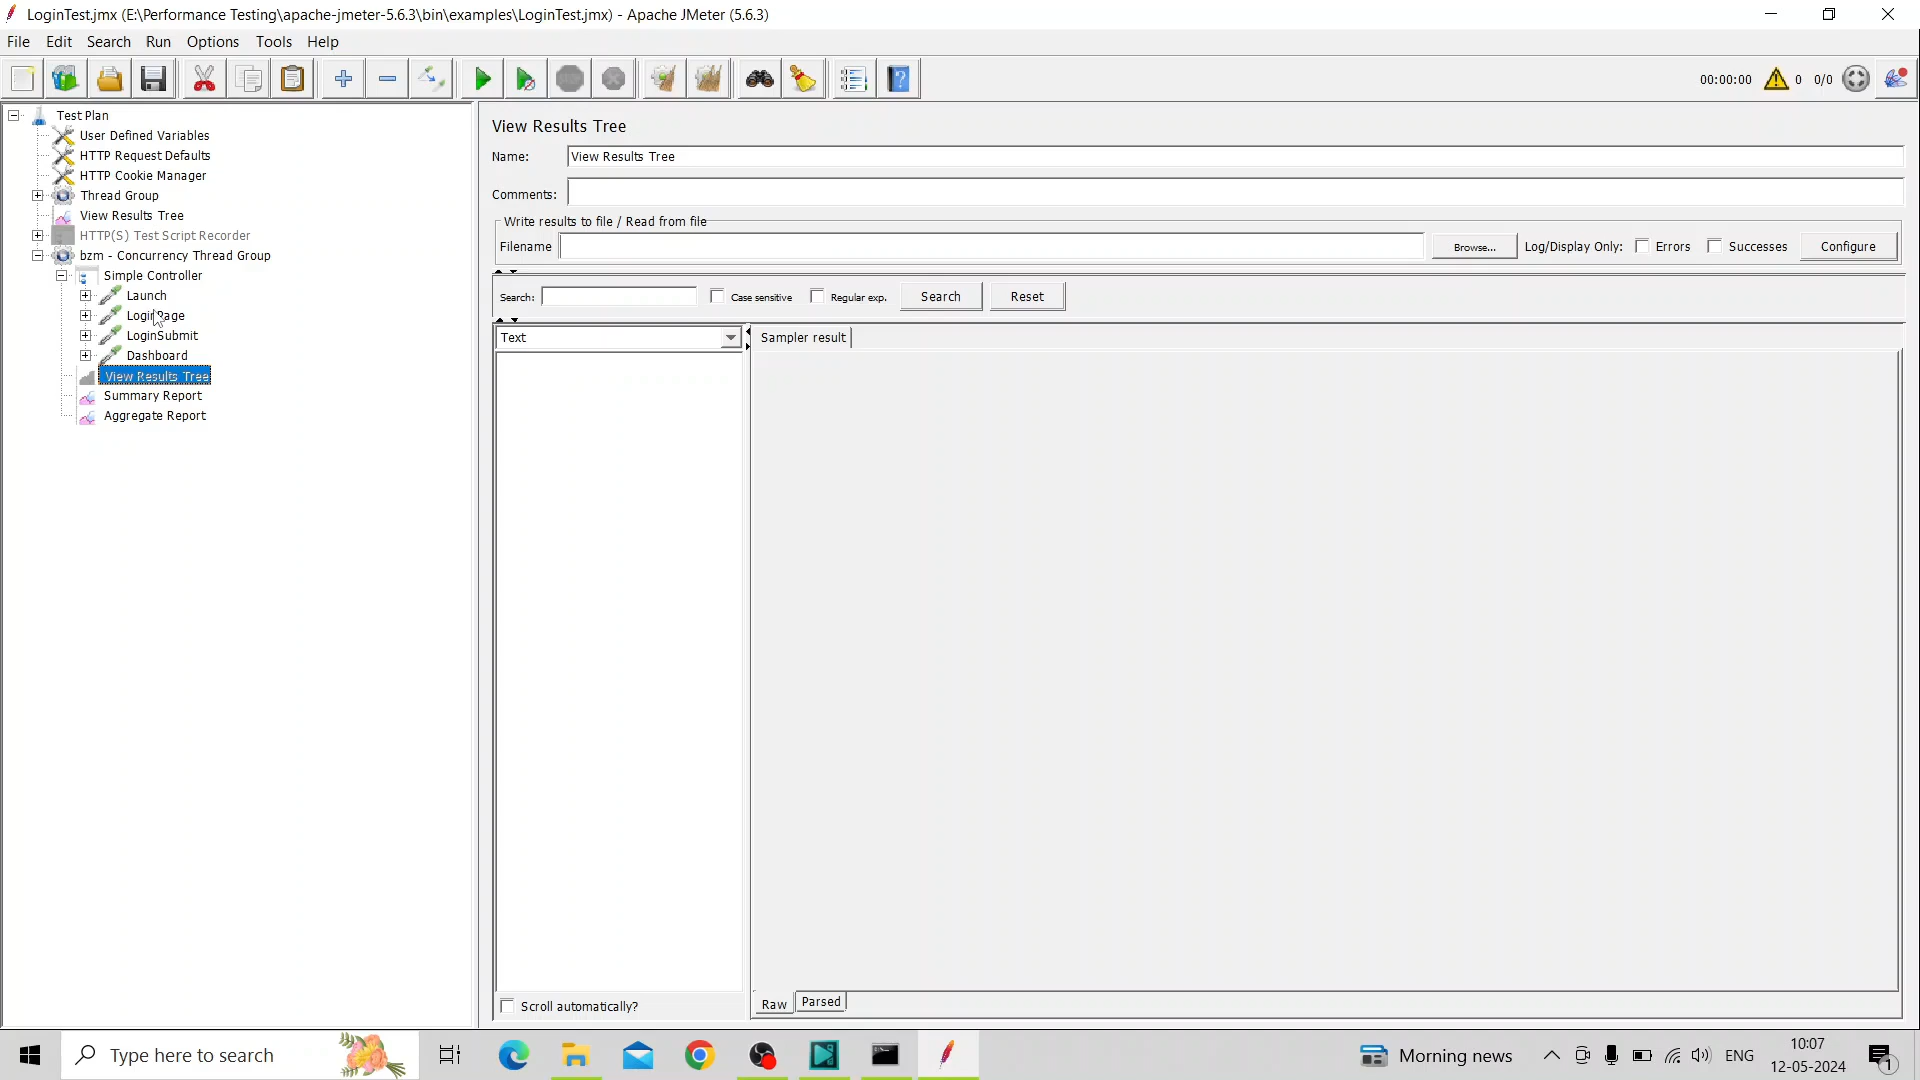 LoginTest.jmx (E:\Performance Testing\apache-jmeter-5.6.3\bin\examples\LoginTest.jmx) - Apache JMeter (5.6.3)
File Edit Search Run Options Tools Help
00:00:00 0 0/0
Test Plan
User Defined Variables
HTTP Request Defaults
HTTP Cookie Manager
Thread Group
View Results Tree
HTTP(S) Test Script Recorder
bzm - Concurrency Thread Group
Simple Controller
Launch
LoginPage
LoginSubmit
Dashboard
View Results Tree
Summary Report
Aggregate Report
View Results Tree
Name: View Results Tree
Comments:
Write results to file / Read from file
Filename Browse... Log/Display Only: Errors Successes Configure
Search: Case sensitive Regular exp. Search Reset
Text Sampler result
Scroll automatically? Raw Parsed
Type here to search Morning news ENG 10:07
12-05-2024 1